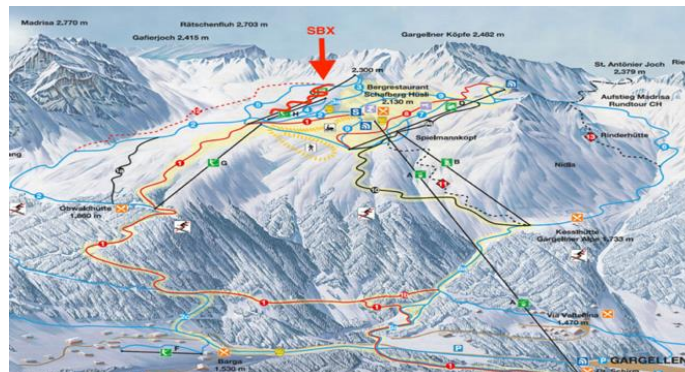 Madrisa 2,770 m
Rätschenfluh 2,703 m
Gafierjoch 2,415 m
SBX
Gargellner Köpfe 2,482 m
St. Antönier Joch
2,379 m
2,300 m
Bergrestaurant
Schafberg Hüsli
2,130 m
Aufstieg Madrisa
Rundtour CH
Rinderhütte
Spielmannskopf
Nidla
H
G
B
A
Obwaldhütte
1,860 m
Kesslhütte
Gargellner Alpe 1,733 m
A
Via Valtellina
1,470 m
F
Barga
1,530 m
P
GARGELLEN